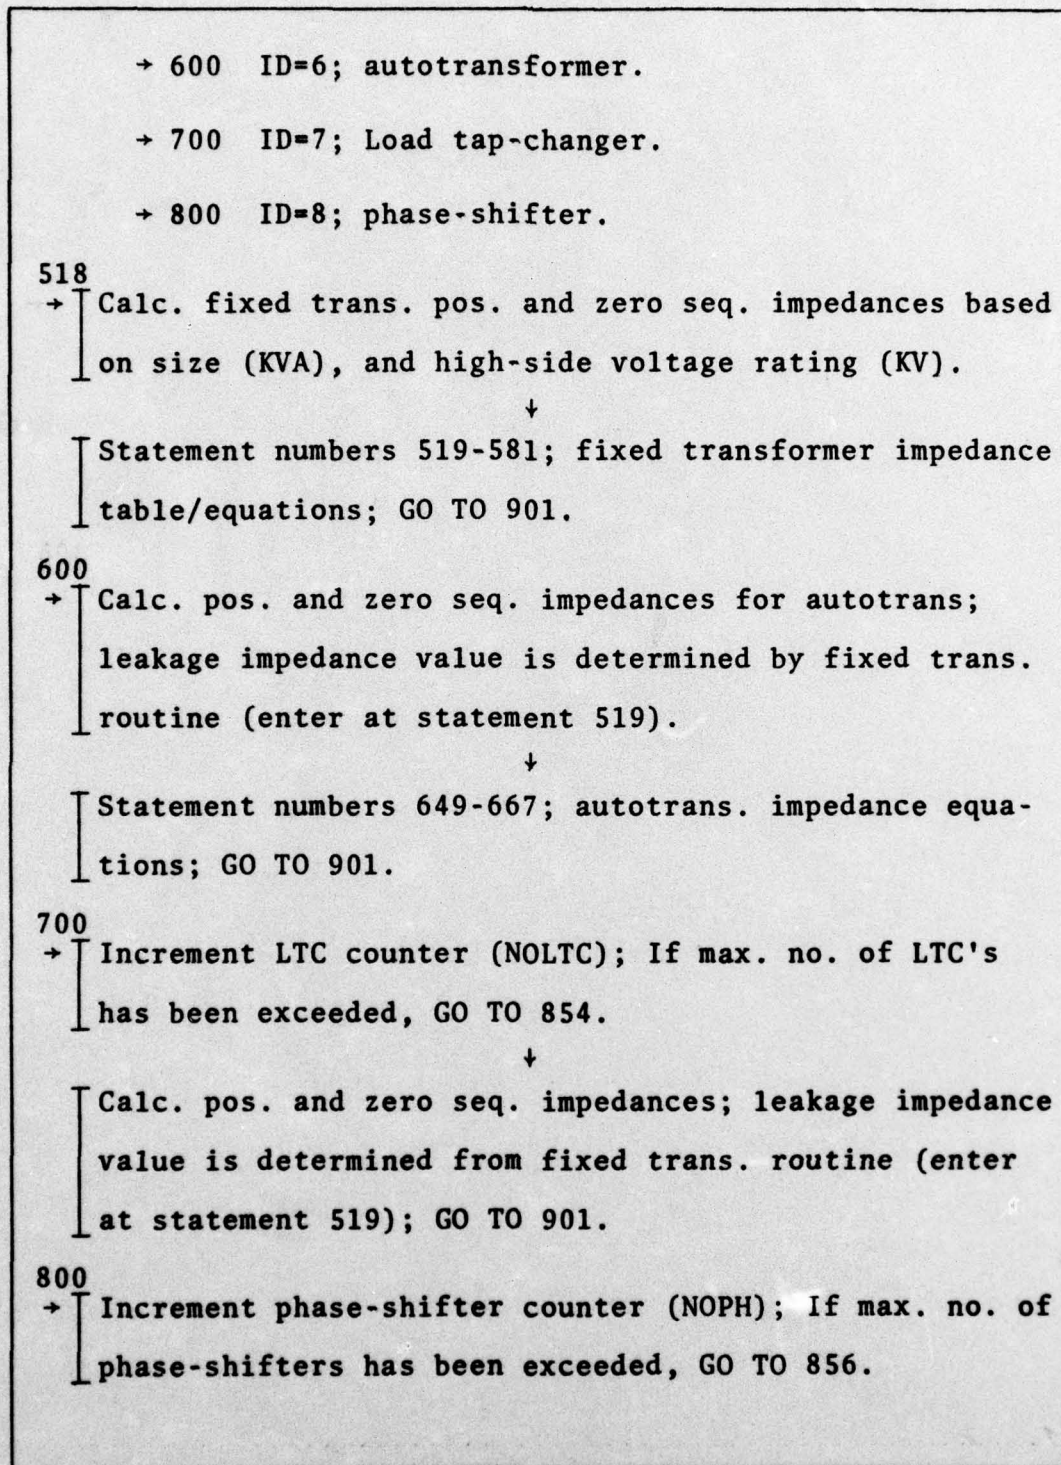 → 600 ID=6; autotransformer.
→ 700 ID=7; Load tap-changer.
→ 800 ID=8; phase-shifter.
518
→ Calc. fixed trans. pos. and zero seq. impedances based
on size (KVA), and high-side voltage rating (KV).
↓
Statement numbers 519-581; fixed transformer impedance
table/equations; GO TO 901.
600
→ Calc. pos. and zero seq. impedances for autotrans;
leakage impedance value is determined by fixed trans.
routine (enter at statement 519).
↓
Statement numbers 649-667; autotrans. impedance equa-
tions; GO TO 901.
700
→ Increment LTC counter (NOLTC); If max. no. of LTC's
has been exceeded, GO TO 854.
↓
Calc. pos. and zero seq. impedances; leakage impedance
value is determined from fixed trans. routine (enter
at statement 519); GO TO 901.
800
→ Increment phase-shifter counter (NOPH); If max. no. of
phase-shifters has been exceeded, GO TO 856.